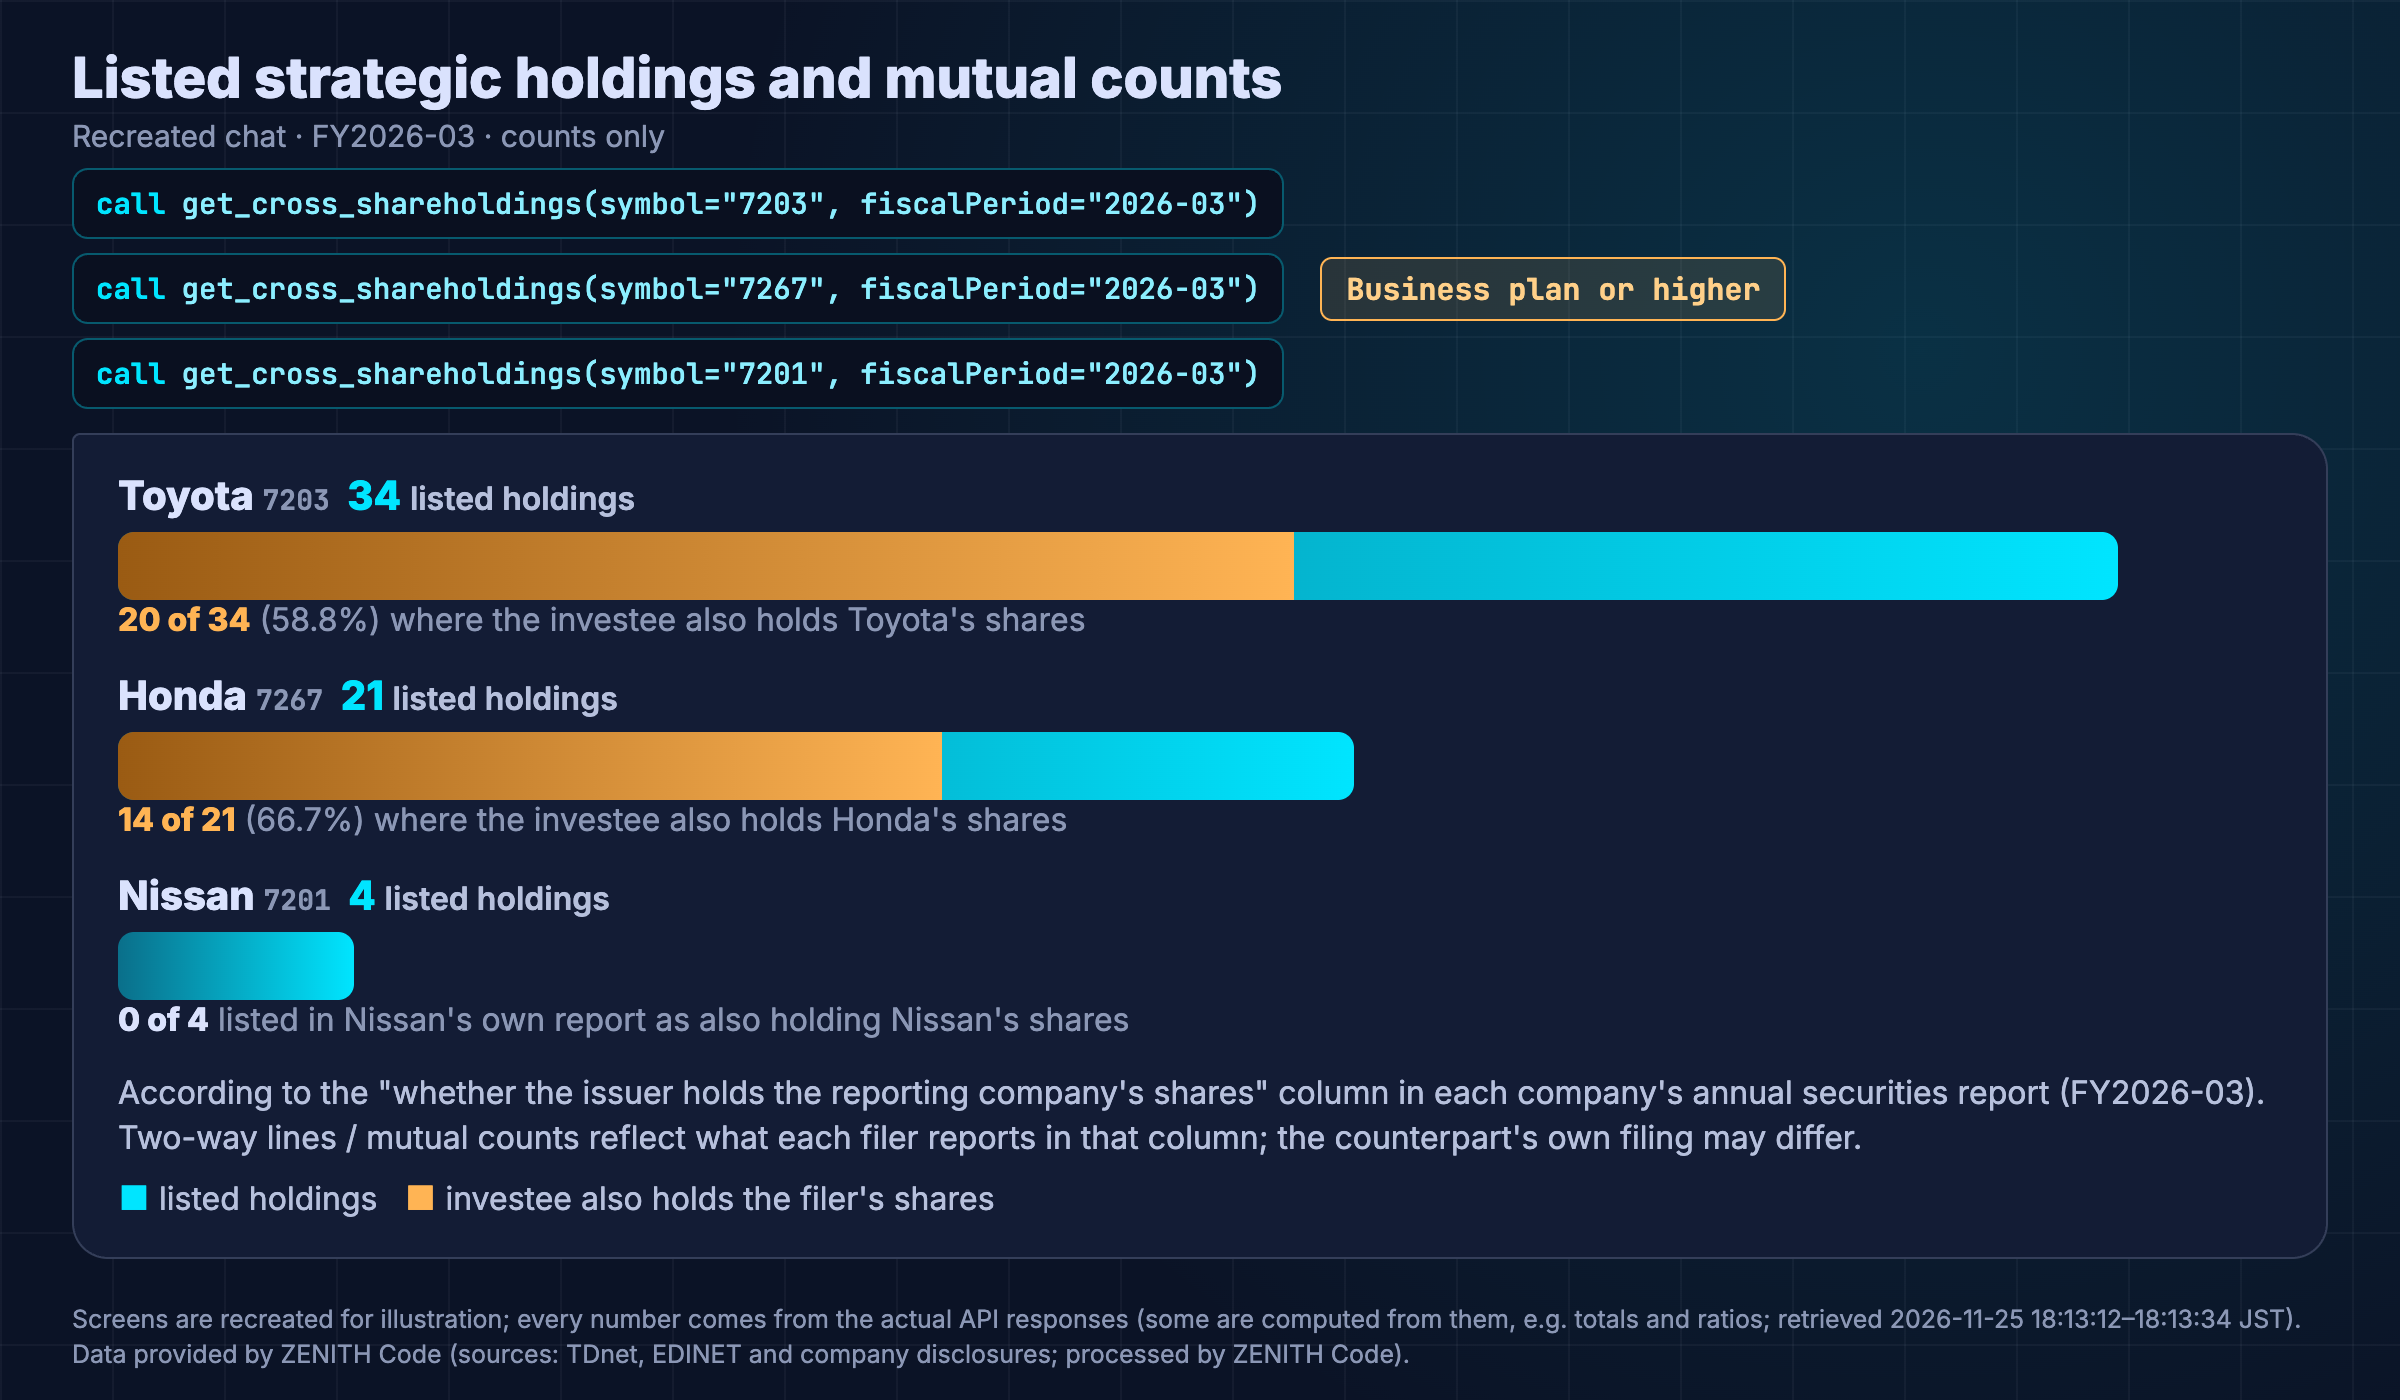 Listed strategic holdings and mutual counts
Recreated chat · FY2026-03 · counts only
call get_cross_shareholdings(symbol="7203", fiscalPeriod="2026-03")
call get_cross_shareholdings(symbol="7267", fiscalPeriod="2026-03")
Business plan or higher
call get_cross_shareholdings(symbol="7201", fiscalPeriod="2026-03")
Toyota 7203 34 listed holdings
20 of 34 (58.8%) where the investee also holds Toyota's shares
Honda 7267 21 listed holdings
14 of 21 (66.7%) where the investee also holds Honda's shares
Nissan 7201 4 listed holdings
0 of 4 listed in Nissan's own report as also holding Nissan's shares
According to the "whether the issuer holds the reporting company's shares" column in each company's annual securities report (FY2026-03).
Two-way lines / mutual counts reflect what each filer reports in that column; the counterpart's own filing may differ.
listed holdings investee also holds the filer's shares
Screens are recreated for illustration; every number comes from the actual API responses (some are computed from them, e.g. totals and ratios; retrieved 2026-11-25 18:13:12–18:13:34 JST).
Data provided by ZENITH Code (sources: TDnet, EDINET and company disclosures; processed by ZENITH Code).